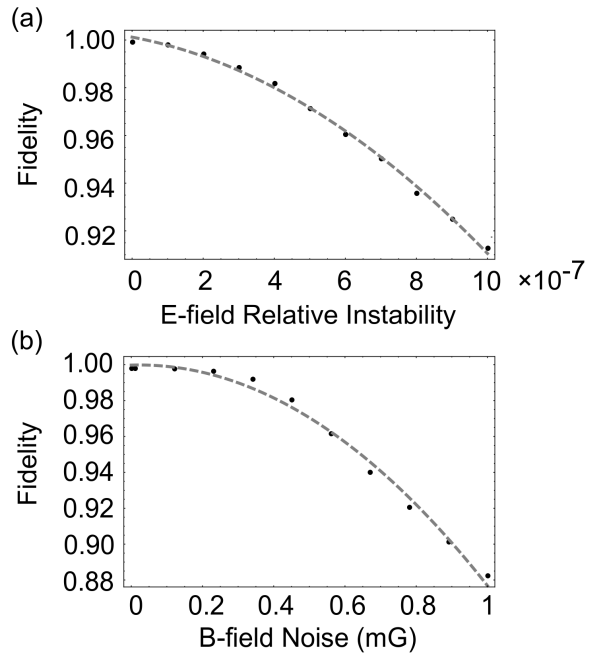 (a)
1.00
0.98
0.96
0.94
0.92
Fidelity
0 2 4 6 8 10 ×10⁻⁷
E-field Relative Instability
(b)
1.00
0.98
0.96
0.94
0.92
0.90
0.88
Fidelity
0 0.2 0.4 0.6 0.8 1
B-field Noise (mG)